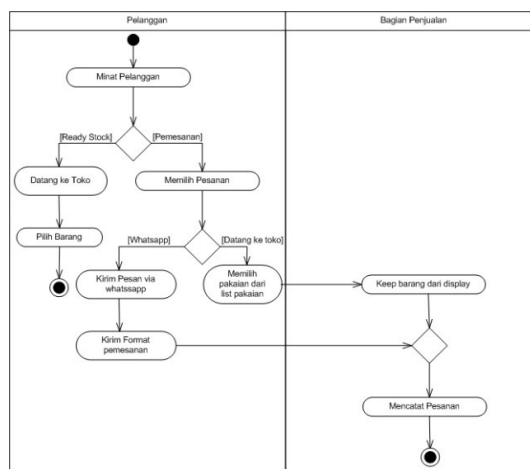 Pelanggan
Bagian Penjualan
Minat Pelanggan
[Ready Stock]
[Pemesanan]
Datang ke Toko
Memilih Pesanan
Pilih Barang
[Whatsapp]
[Datang ke toko]
Kirim Pesan via
whatssapp
Memilih
pakaian dari
list pakaian
Keep barang dari display
Kirim Format
pemesanan
Mencatat Pesanan